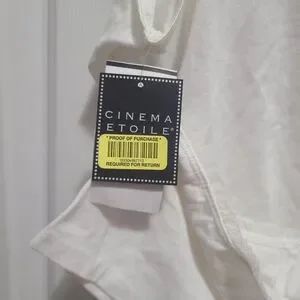 CINEMA
ETOILE®
* PROOF OF PURCHASE *
REQUIRED FOR RETURN